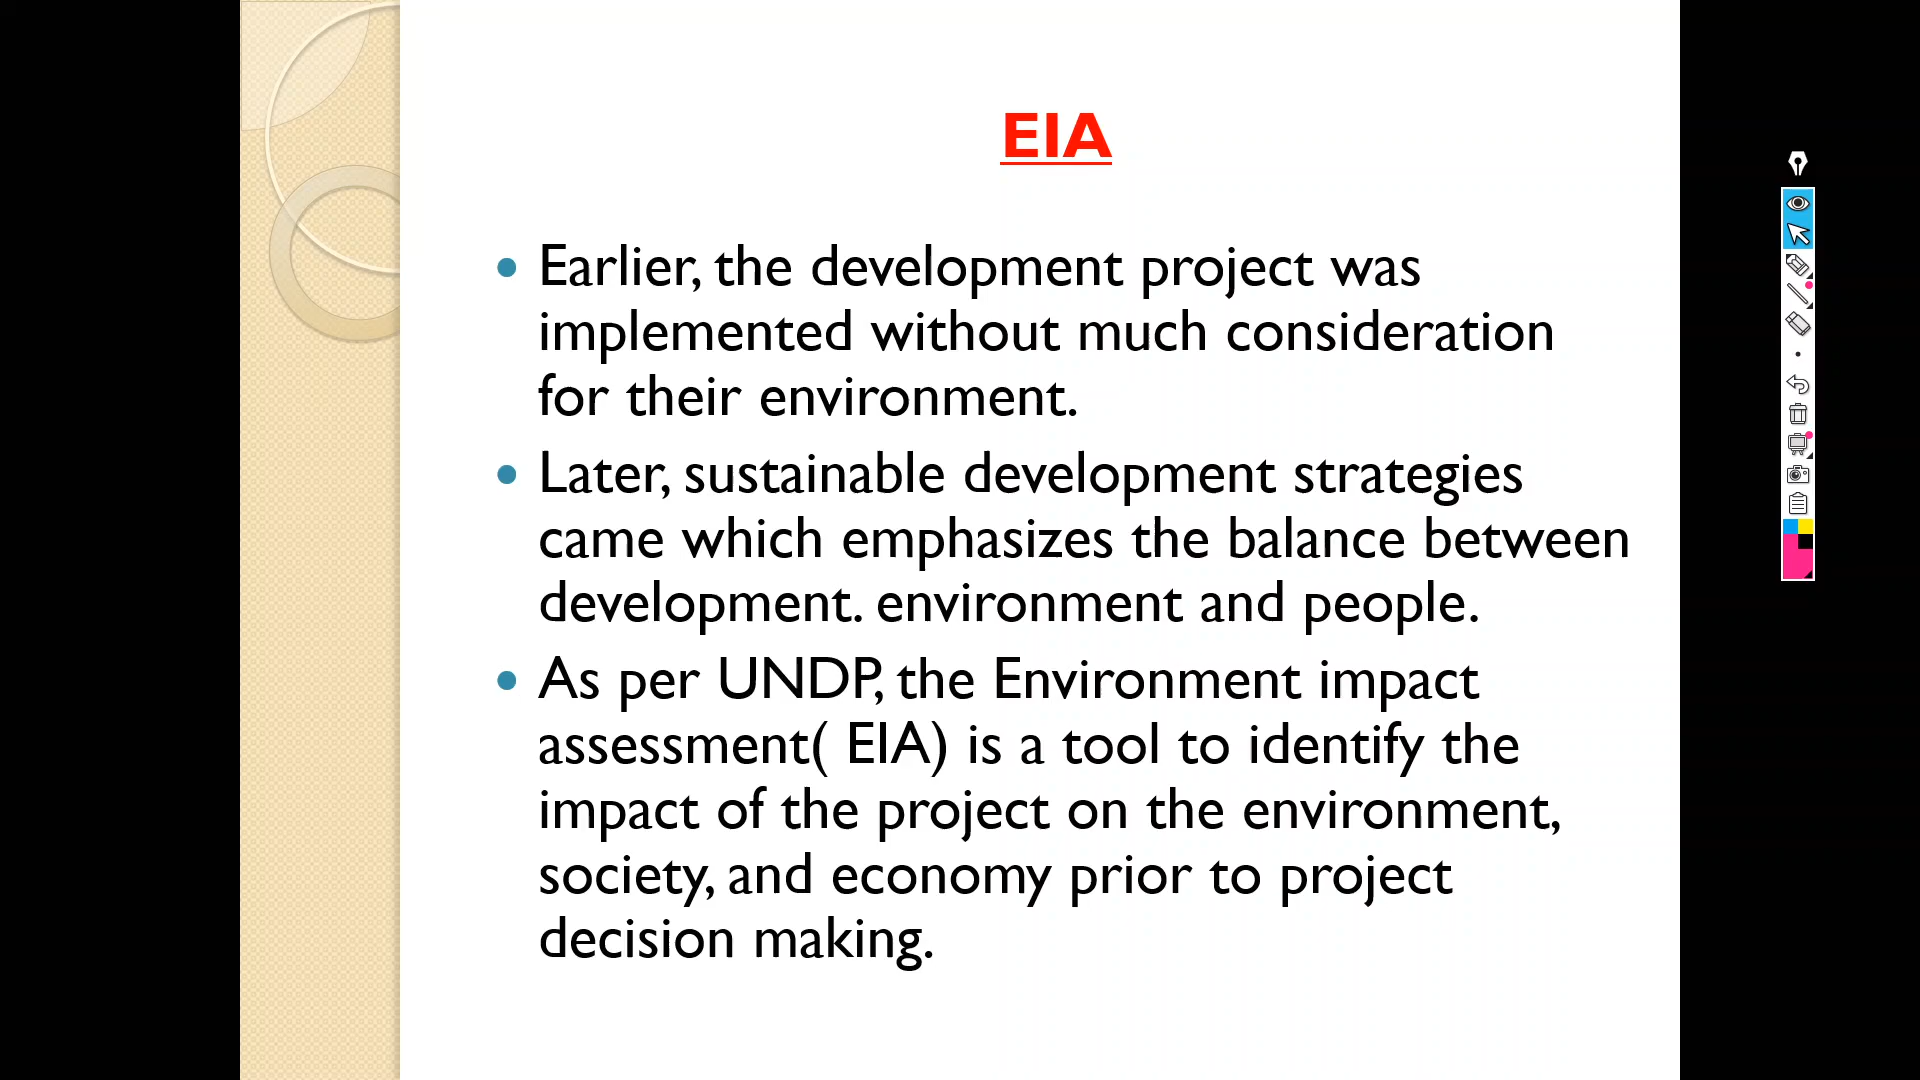 EIA
Earlier, the development project was
implemented without much consideration
for their environment.
Later, sustainable development strategies
came which emphasizes the balance between
development. environment and people.
As per UNDP, the Environment impact
assessment( EIA) is a tool to identify the
impact of the project on the environment,
society, and economy prior to project
decision making.